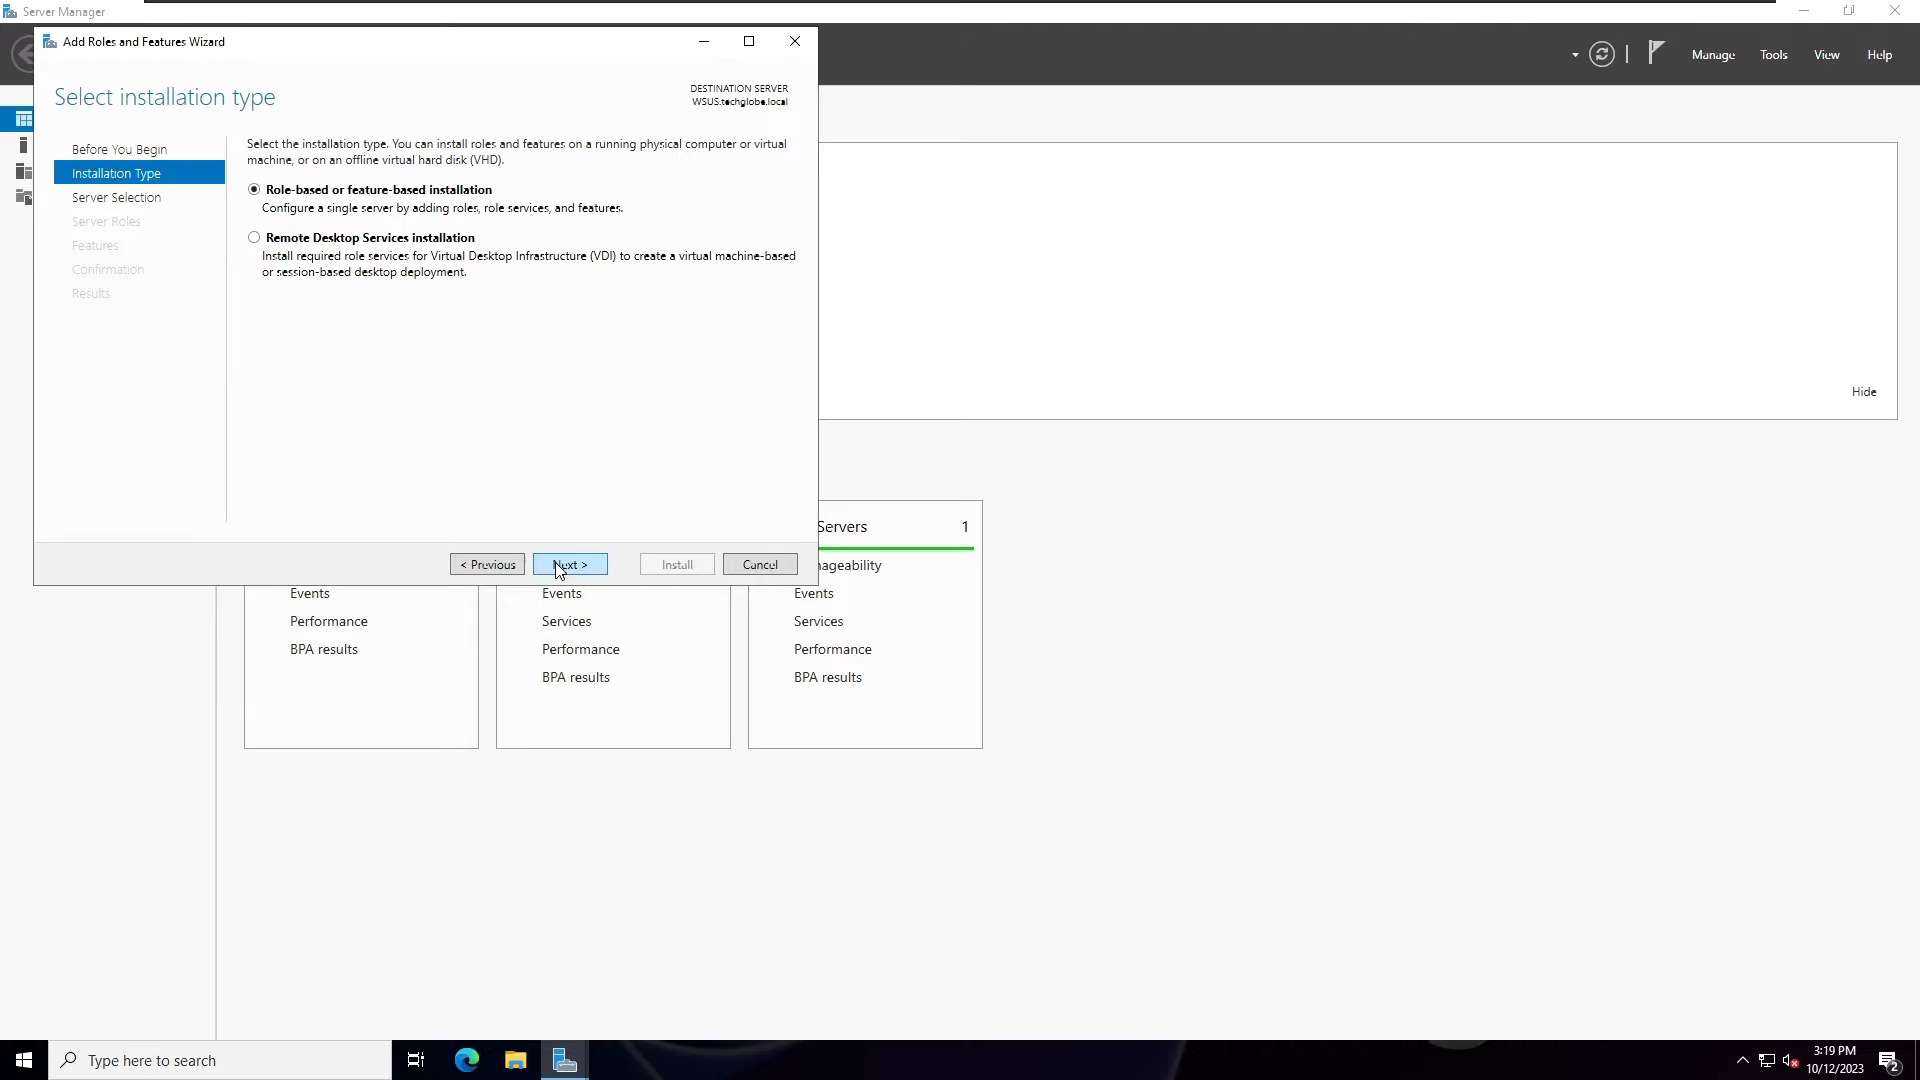 Server Manager
Manage
Tools
View
Help
Add Roles and Features Wizard
Select installation type
DESTINATION SERVER
WSUS.techglobe.local
Before You Begin
Installation Type
Server Selection
Server Roles
Features
Confirmation
Results
Select the installation type. You can install roles and features on a running physical computer or virtual
machine, or on an offline virtual hard disk (VHD).
Role-based or feature-based installation
Configure a single server by adding roles, role services, and features.
Remote Desktop Services installation
Install required role services for Virtual Desktop Infrastructure (VDI) to create a virtual machine-based
or session-based desktop deployment.
< Previous
Next >
Install
Cancel
Hide
Servers 1
nageability
Events
Performance
BPA results
Events
Services
Performance
BPA results
Events
Services
Performance
BPA results
Type here to search
3:19 PM
10/12/2023
2